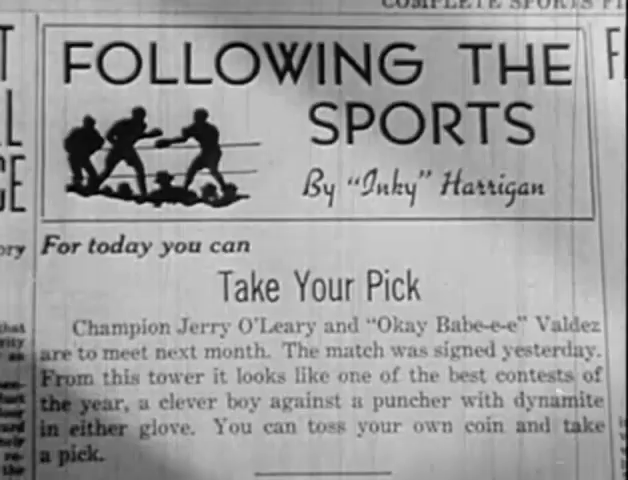 COMPLETE SPORTS
FOLLOWING THE
SPORTS
By "Inky" Harrigan
For today you can
Take Your Pick
Champion Jerry O'Leary and "Okay Babe-e-e" Valdez
are to meet next month. The match was signed yesterday.
From this tower it looks like one of the best contests of
the year, a clever boy against a puncher with dynamite
in either glove. You can toss your own coin and take
a pick.